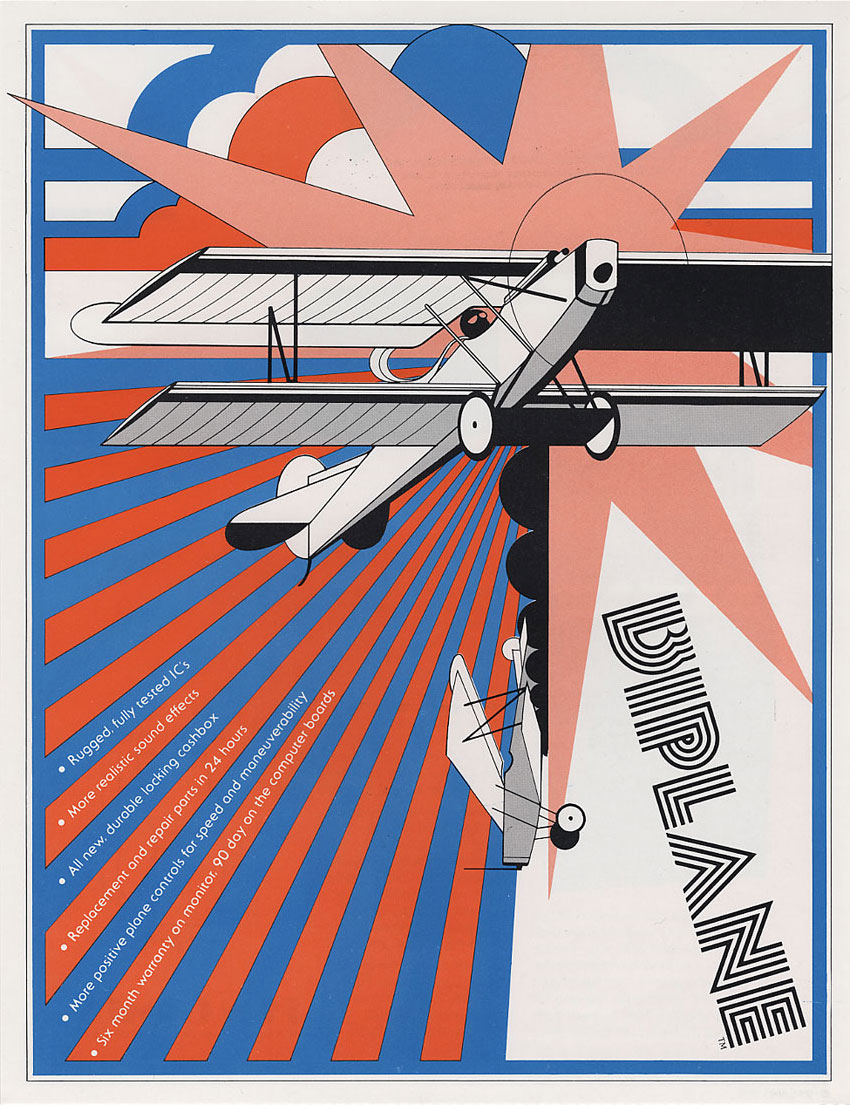 • Rugged, fully tested IC's
• More realistic sound effects
• All new, durable locking cashbox
• Replacement and repair parts in 24 hours
• More positive plane controls for speed and maneuverability
• Six month warranty on monitor, 90 day on the computer boards
BIPLANE
TM